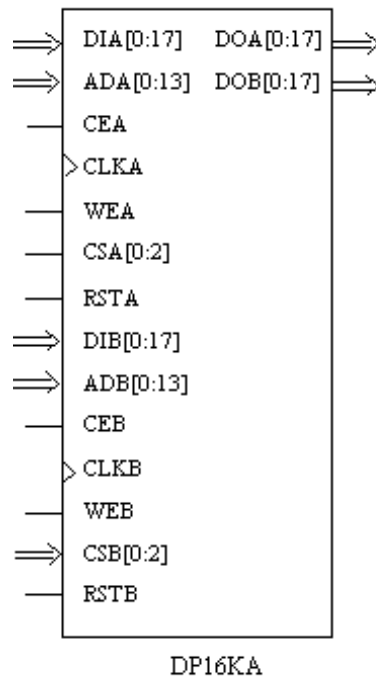 DIA[0:17] DOA[0:17]
ADA[0:13] DOB[0:17]
CEA
CLKA
WEA
CSA[0:2]
RSTA
DIB[0:17]
ADB[0:13]
CEB
CLKB
WEB
CSB[0:2]
RSTB
DP16KA